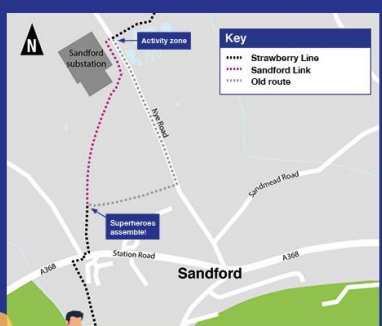 N
Sandford
substation
Activity zone
Key
Strawberry Line
Sandford Link
Old route
Nye Road
Sandmead Road
Superheroes
assemble!
A368
Station Road
Sandford
A368